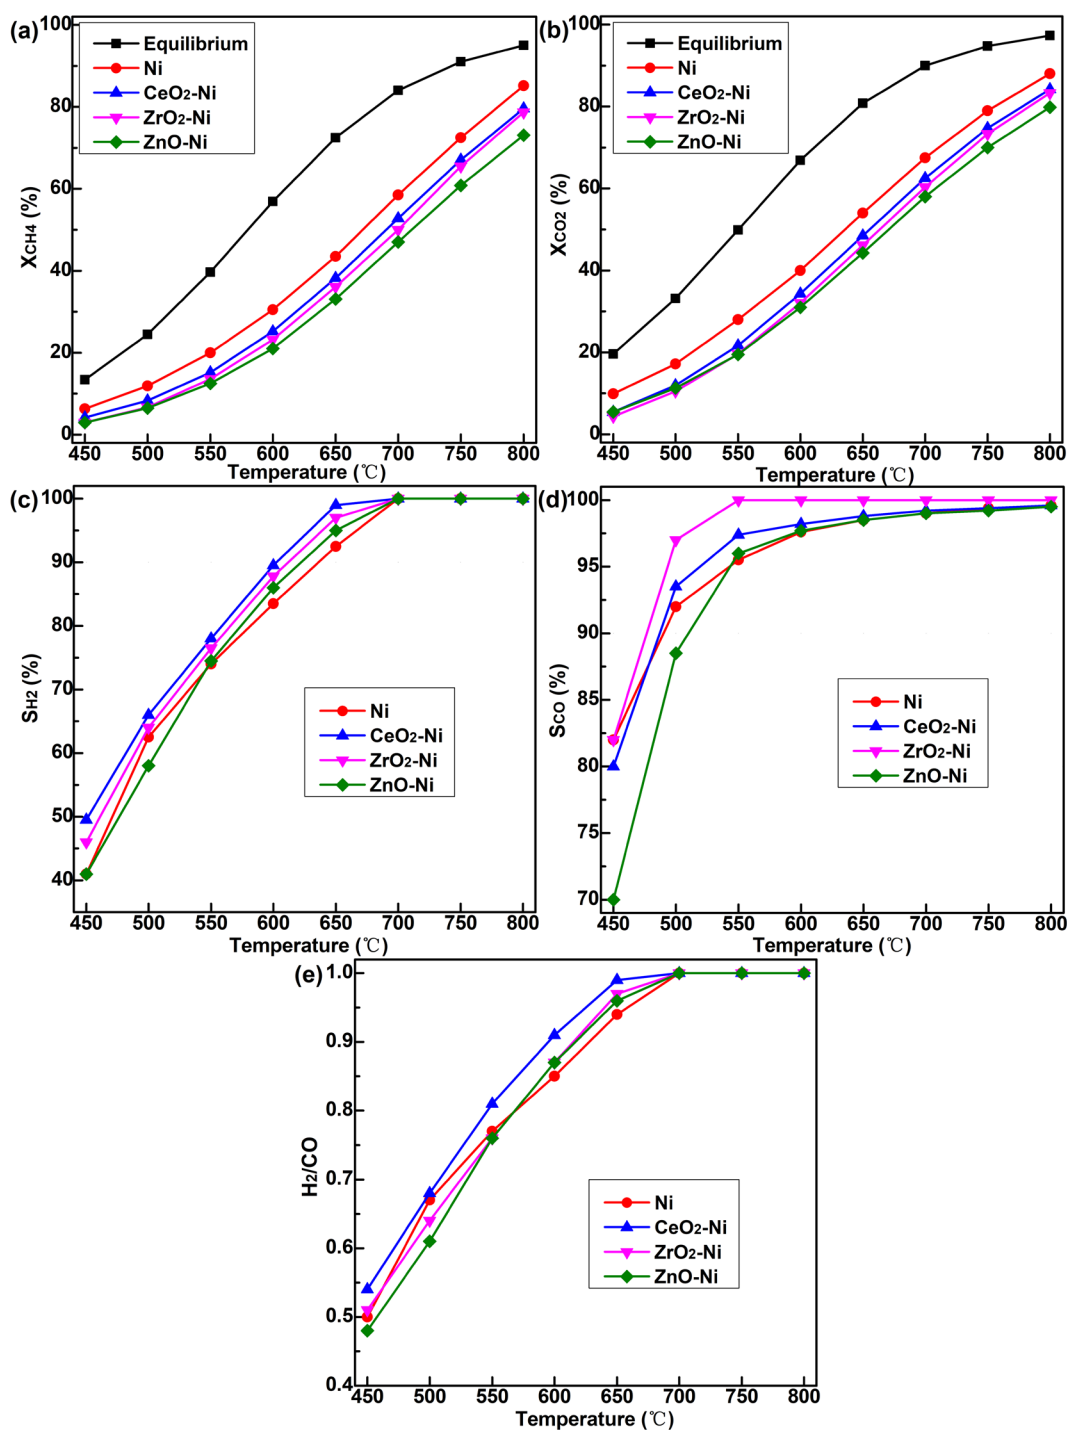 (a)
100
80
60
40
20
0
XCH4 (%)
Equilibrium
Ni
CeO2-Ni
ZrO2-Ni
ZnO-Ni
450 500 550 600 650 700 750 800
Temperature (℃)
(b)
100
80
60
40
20
0
XCO2 (%)
Equilibrium
Ni
CeO2-Ni
ZrO2-Ni
ZnO-Ni
450 500 550 600 650 700 750 800
Temperature (℃)
(c)
100
90
80
70
60
50
40
SH2 (%)
Ni
CeO2-Ni
ZrO2-Ni
ZnO-Ni
450 500 550 600 650 700 750 800
Temperature (℃)
(d)
100
95
90
85
80
75
70
SCO (%)
Ni
CeO2-Ni
ZrO2-Ni
ZnO-Ni
450 500 550 600 650 700 750 800
Temperature (℃)
(e)
1.0
0.9
0.8
0.7
0.6
0.5
0.4
H2/CO
Ni
CeO2-Ni
ZrO2-Ni
ZnO-Ni
450 500 550 600 650 700 750 800
Temperature (℃)